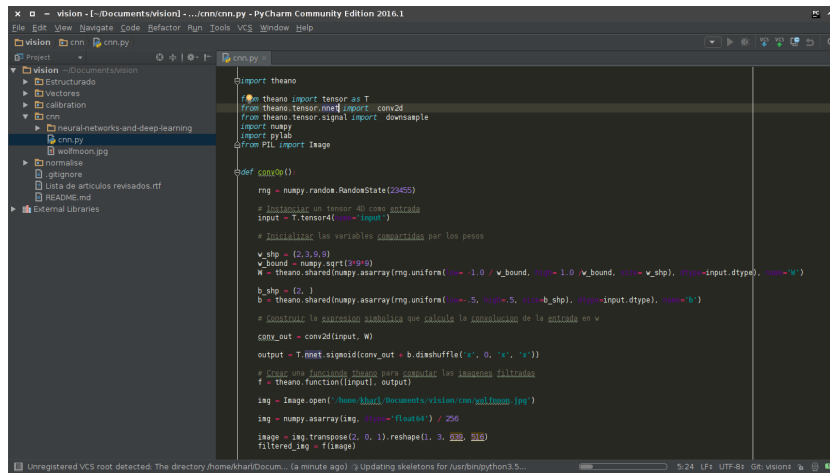 vision - [~/Documents/vision] - .../cnn/cnn.py - PyCharm Community Edition 2016.1
File Edit View Navigate Code Refactor Run Tools VCS Window Help
vision cnn cnn.py
Project
cnn.py
vision ~/Documents/vision
Estructurado
Vectores
calibration
cnn
neural-networks-and-deep-learning
cnn.py
wolfmoon.jpg
normalise
.gitignore
Lista de articulos revisados.rtf
README.md
External Libraries
import theano
from theano import tensor as T
from theano.tensor.nnet import conv2d
from theano.tensor.signal import downsample
import numpy
import pylab
from PIL import Image
def convOp():
rng = numpy.random.RandomState(23455)
# Instanciar un tensor 4D como entrada
input = T.tensor4(name='input')
# Inicializar las variables compartidas par los pesos
w_shp = (2,3,9,9)
w_bound = numpy.sqrt(3*9*9)
W = theano.shared(numpy.asarray(rng.uniform(low= -1.0 / w_bound, high= 1.0 /w_bound, size= w_shp), dtype=input.dtype), name='W')
b_shp = (2, )
b = theano.shared(numpy.asarray(rng.uniform(low=-.5, high=.5, size=b_shp), dtype=input.dtype), name='b')
# Construir la expresion simbolica que calcule la convolucion de la entrada en w
conv_out = conv2d(input, W)
output = T.nnet.sigmoid(conv_out + b.dimshuffle('x', 0, 'x', 'x'))
# Crear una funcionde theano para computar las imagenes filtradas
f = theano.function([input], output)
img = Image.open('/home/kharl/Documents/vision/cnn/wolfmoon.jpg')
img = numpy.asarray(img, dtype='float64') / 256
image = img.transpose(2, 0, 1).reshape(1, 3, 639, 516)
filtered_img = f(image)
Unregistered VCS root detected: The directory /home/kharl/Docum... (a minute ago) Updating skeletons for /usr/bin/python3.5... 5:24 LF÷ UTF-8÷ Git: vision÷